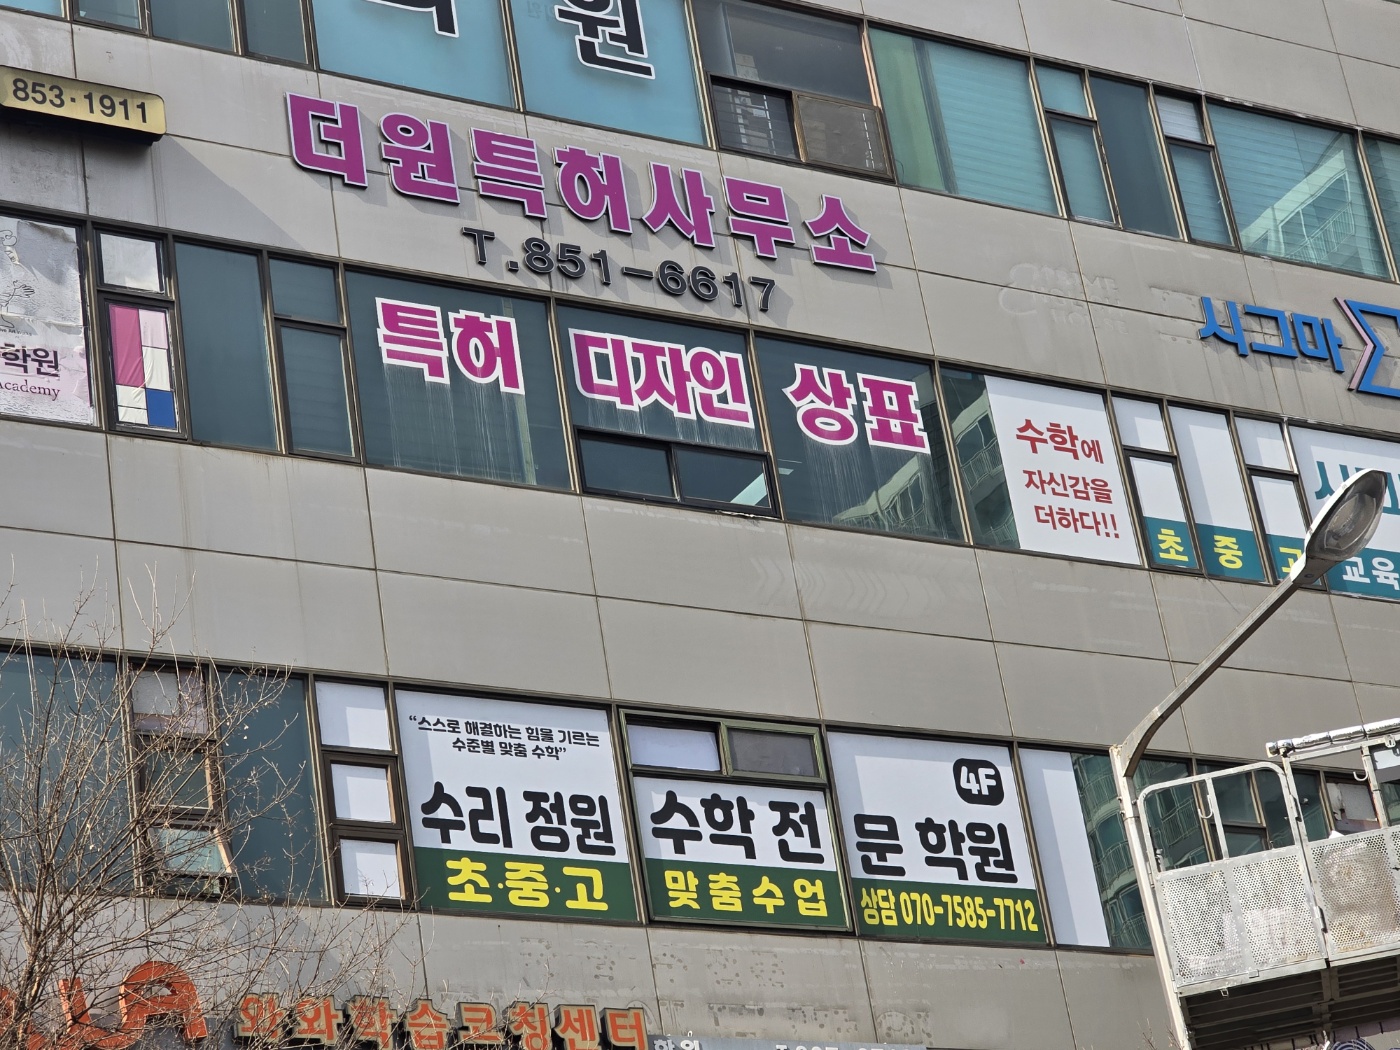 원
853·1911
더원특허사무소
T.851-6617
시그마
학원
Academy
특허 디자인 상표
수학에
자신감을
더하다!!
초 중 고 교육
“스스로 해결하는 힘을 기르는
수준별 맞춤 수학”
4F
수리 정원 수학 전문 학원
초·중·고 맞춤수업 상담 070-7585-7712
와와학습코칭센터
학원